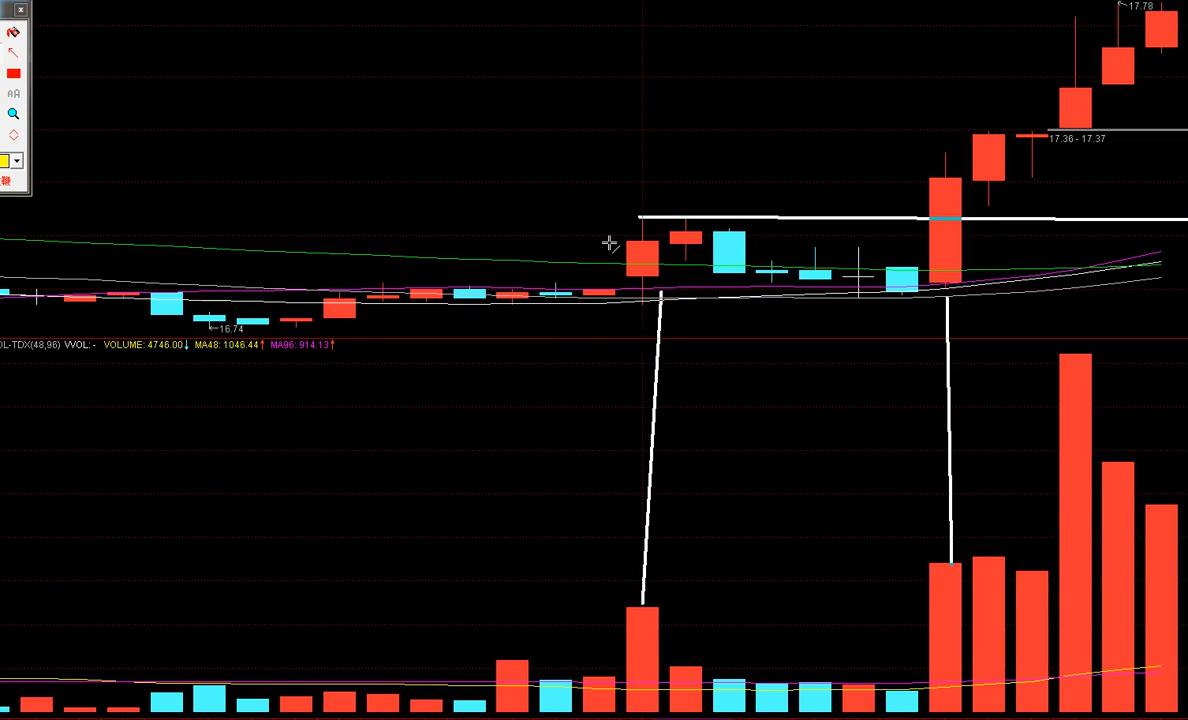 17.78
AA
17.36 - 17.37
16.74
OL-TDX(48,96) VVOL: - VOLUME: 4746.00↓ MA48: 1046.44↑ MA96: 914.13↑